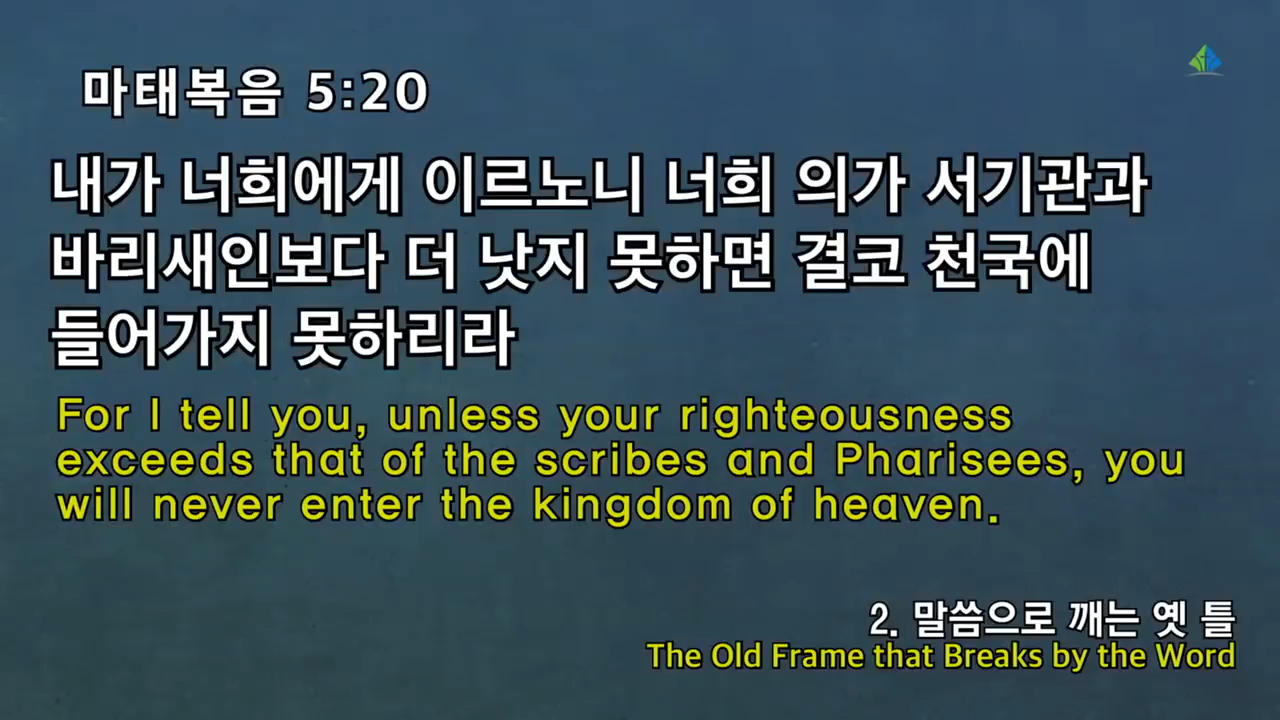 마태복음 5:20
내가 너희에게 이르노니 너희 의가 서기관과
바리새인보다 더 낫지 못하면 결코 천국에
들어가지 못하리라
For I tell you, unless your righteousness
exceeds that of the scribes and Pharisees, you
will never enter the kingdom of heaven.
2. 말씀으로 깨는 옛 틀
The Old Frame that Breaks by the Word